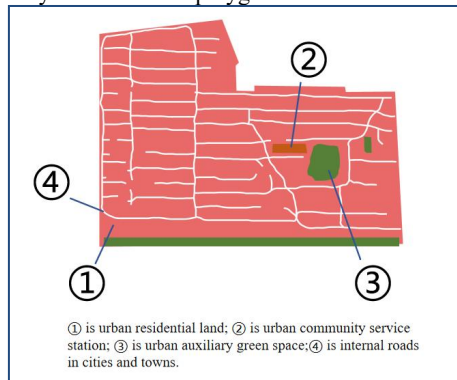 ②
④
①
③
① is urban residential land; ② is urban community service
station; ③ is urban auxiliary green space;④ is internal roads
in cities and towns.